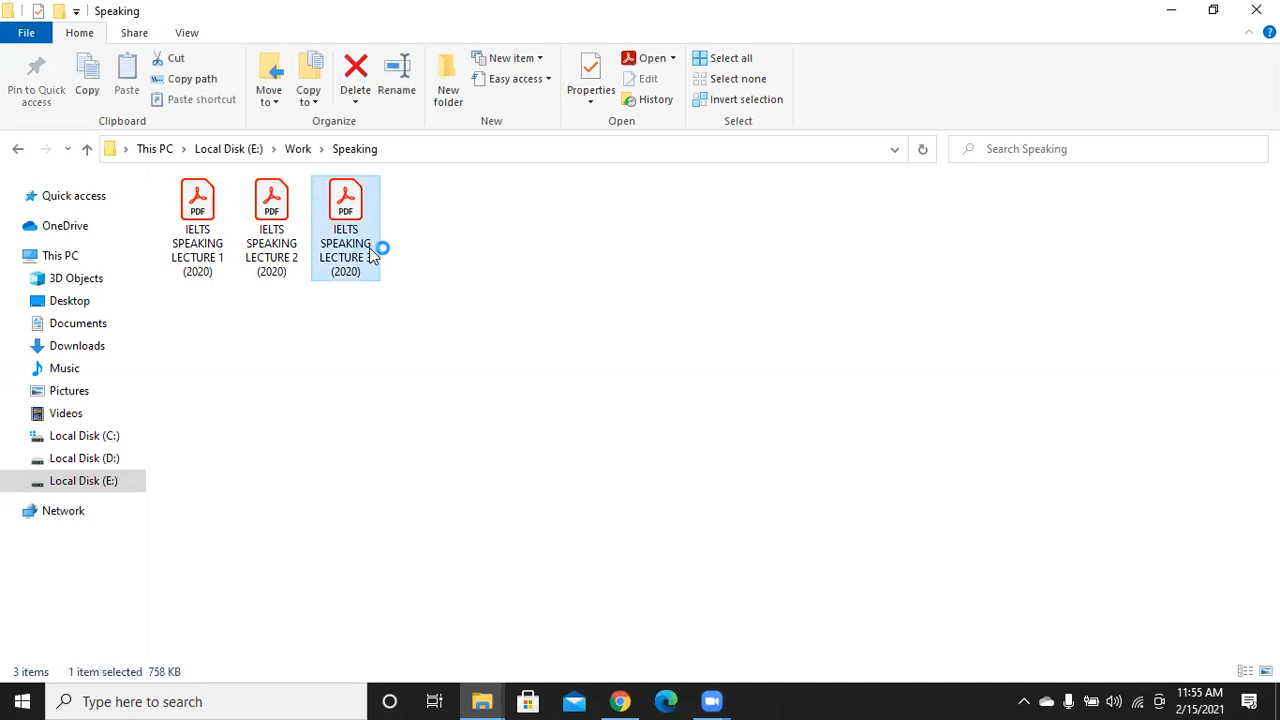 Speaking
File
Home
Share
View
Pin to Quick
access
Copy
Paste
Cut
Copy path
Paste shortcut
Clipboard
Move
to
Copy
to
Delete
Rename
Organize
New
folder
New item
Easy access
New
Properties
Open
Edit
History
Open
Select all
Select none
Invert selection
Select
This PC > Local Disk (E:) > Work > Speaking
Search Speaking
Quick access
OneDrive
This PC
3D Objects
Desktop
Documents
Downloads
Music
Pictures
Videos
Local Disk (C:)
Local Disk (D:)
Local Disk (E:)
Network
PDF
IELTS
SPEAKING
LECTURE 1
(2020)
PDF
IELTS
SPEAKING
LECTURE 2
(2020)
PDF
IELTS
SPEAKING
LECTURE
(2020)
3 items
1 item selected 758 KB
Type here to search
11:55 AM
2/15/2021